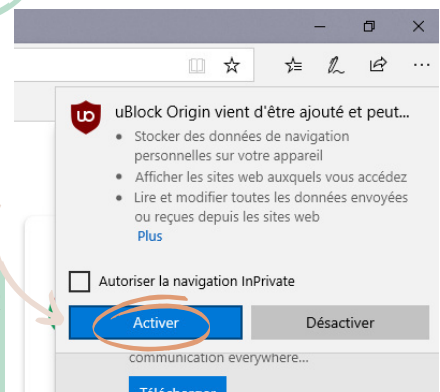 uBlock Origin vient d'être ajouté et peut...
• Stocker des données de navigation
personnelles sur votre appareil
• Afficher les sites web auxquels vous accédez
• Lire et modifier toutes les données envoyées
ou reçues depuis les sites web
Plus
Autoriser la navigation InPrivate
Activer
Désactiver
communication everywhere...
Télécharger